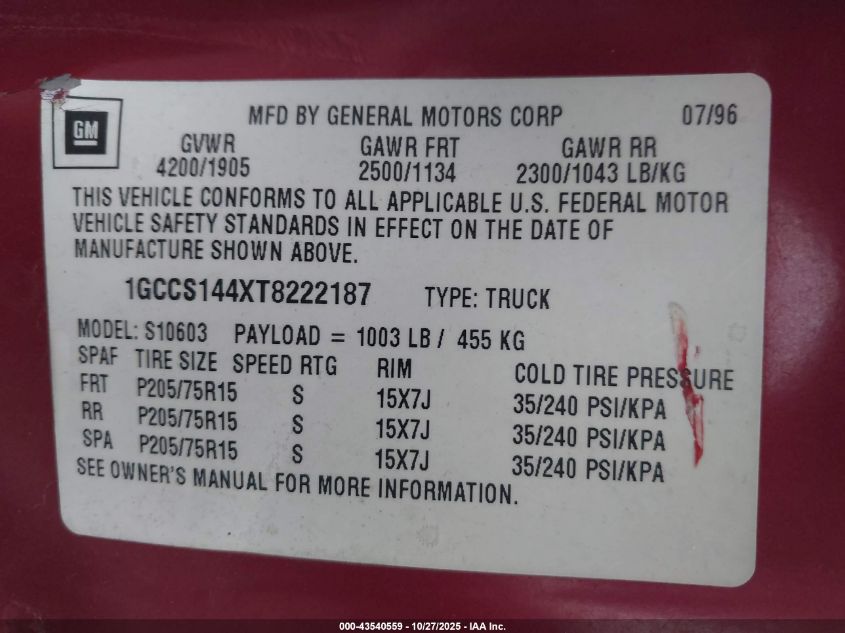 MFD BY GENERAL MOTORS CORP 07/96
GM
GVWR GAWR FRT GAWR RR
4200/1905 2500/1134 2300/1043 LB/KG
THIS VEHICLE CONFORMS TO ALL APPLICABLE U.S. FEDERAL MOTOR
VEHICLE SAFETY STANDARDS IN EFFECT ON THE DATE OF
MANUFACTURE SHOWN ABOVE.
1GCCS144XT8222187 TYPE: TRUCK
MODEL: S10603 PAYLOAD = 1003 LB / 455 KG
SPAF TIRE SIZE SPEED RTG RIM COLD TIRE PRESSURE
FRT P205/75R15 S 15X7J 35/240 PSI/KPA
RR P205/75R15 S 15X7J 35/240 PSI/KPA
SPA P205/75R15 S 15X7J 35/240 PSI/KPA
SEE OWNER'S MANUAL FOR MORE INFORMATION.
000-43540559 - 10/27/2025 - IAA Inc.